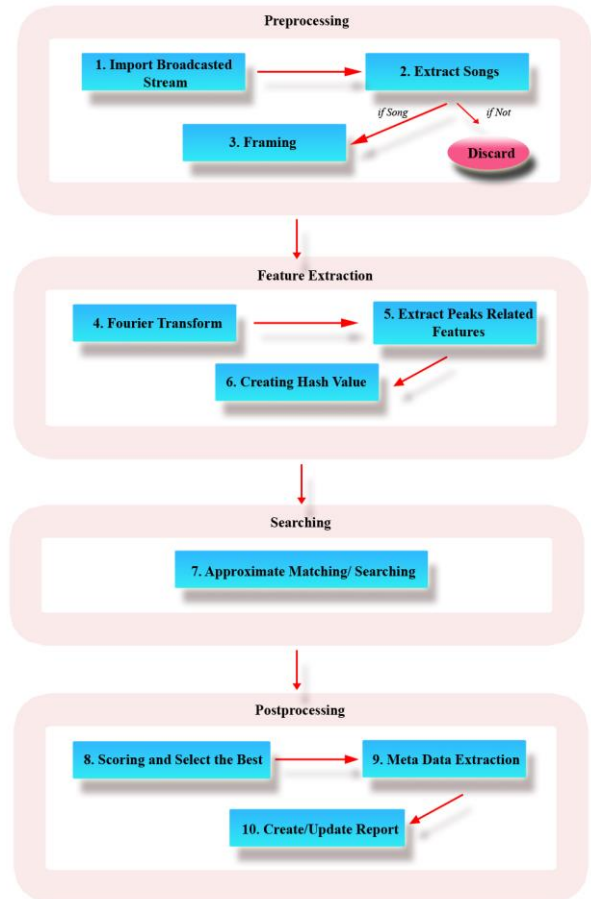 Preprocessing
1. Import Broadcasted
Stream
2. Extract Songs
if Song
if Not
3. Framing
Discard
Feature Extraction
4. Fourier Transform
5. Extract Peaks Related
Features
6. Creating Hash Value
Searching
7. Approximate Matching/ Searching
Postprocessing
8. Scoring and Select the Best
9. Meta Data Extraction
10. Create/Update Report